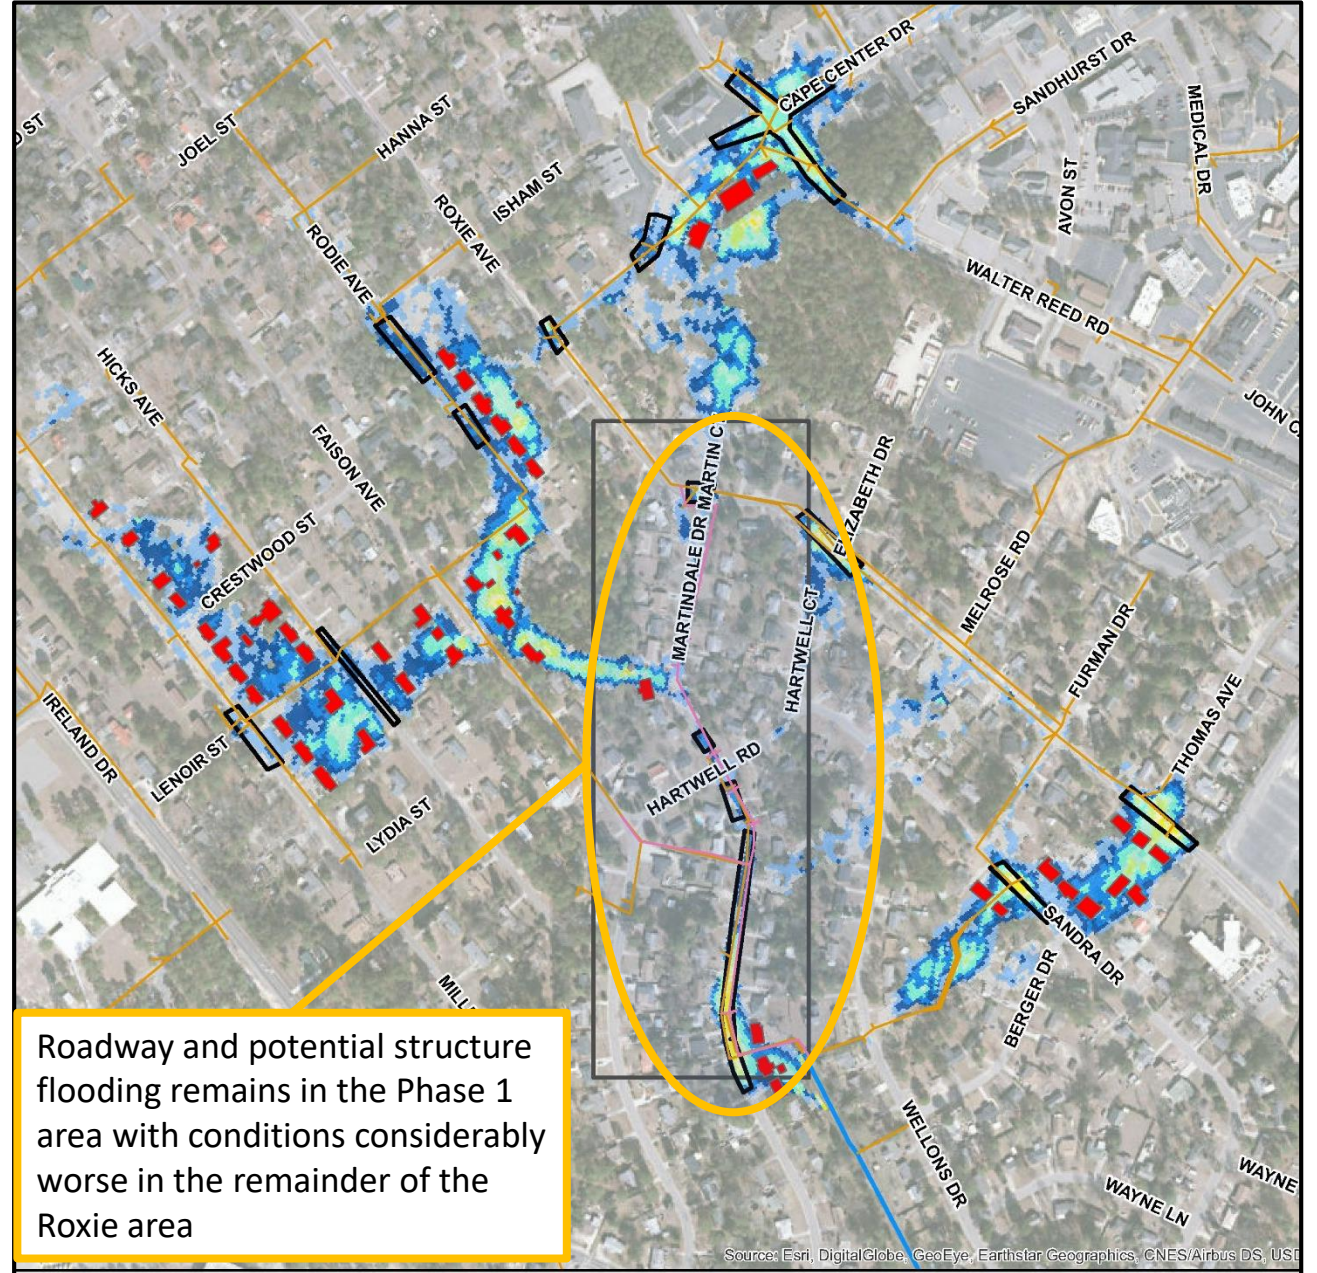 CAPE CENTER DR
SANDHURST DR
MEDICAL DR
JOEL ST
HANNA ST
ISHAM ST
AVON ST
ROXIE AVE
RODIE AVE
WALTER REED RD
HICKS AVE
FAISON AVE
JOHN
MARTIN C
ELIZABETH DR
CRESTWOOD ST
MARTINDALE DR
HARTWELL CT
MELROSE RD
FURMAN DR
THOMAS AVE
IRELAND DR
LENOIR ST
HARTWELL RD
LYDIA ST
SANDRA DR
BERGER DR
MILL
WELLONS DR
WAYNE LN
WAYNE
Roadway and potential structure
flooding remains in the Phase 1
area with conditions considerably
worse in the remainder of the
Roxie area
Source: Esri, DigitalGlobe, GeoEye, Earthstar Geographics, CNES/Airbus DS, USD